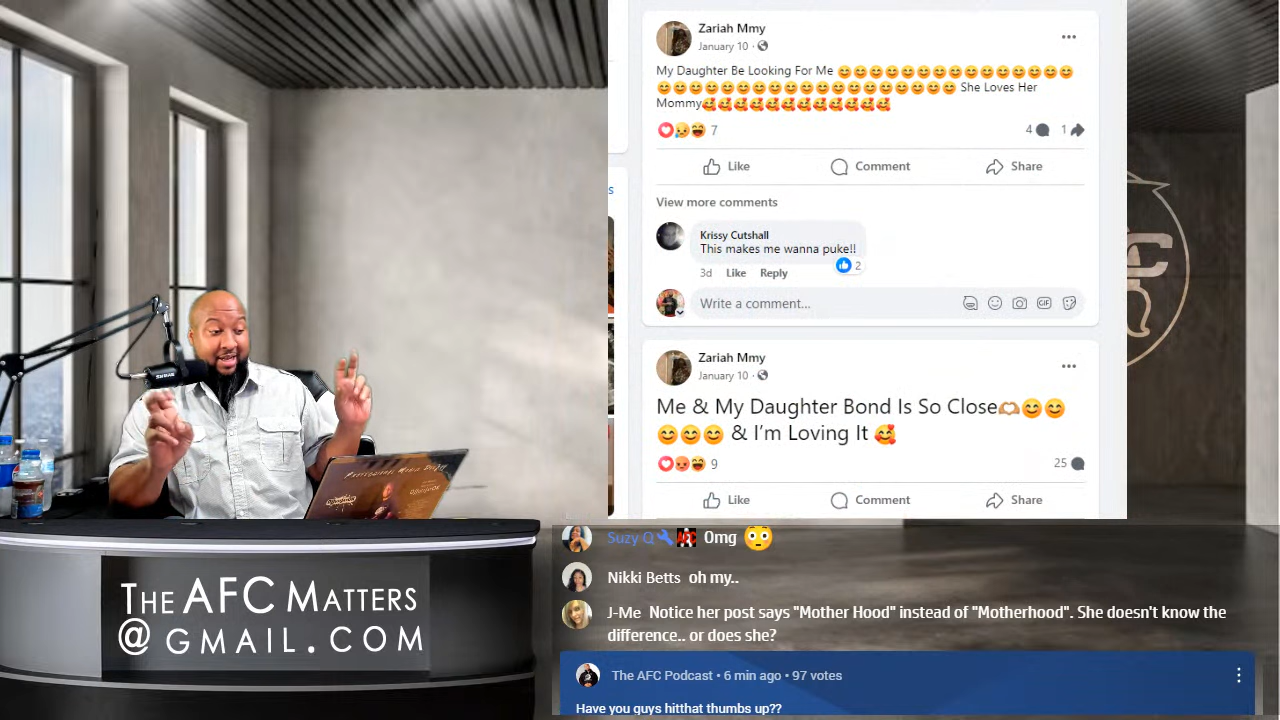 Zariah Mmy
January 10
My Daughter Be Looking For Me 😊😊😊😊😊😊😊😊😊😊😊😊😊😊😊
😊😊😊😊😊😊😊😊😊😊😊😊😊😊😊😊😊😊😊 She Loves Her
Mommy🥰🥰🥰🥰🥰🥰🥰🥰🥰🥰🥰🥰
7
4
1
Like
Comment
Share
View more comments
Krissy Cutshall
This makes me wanna puke!!
2
3d Like Reply
Write a comment...
GIF
Zariah Mmy
January 10
Me & My Daughter Bond Is So Close🫶😊😊
😊😊😊 & I'm Loving It 🥰
9
25
Like
Comment
Share
SHURE
THE AFC MATTERS
@GMAIL.COM
Suzy Q🔧 AFC Omg 😳
Nikki Betts oh my..
J-Me Notice her post says "Mother Hood" instead of "Motherhood". She doesn't know the
difference.. or does she?
The AFC Podcast • 6 min ago • 97 votes
Have you guys hitthat thumbs up??